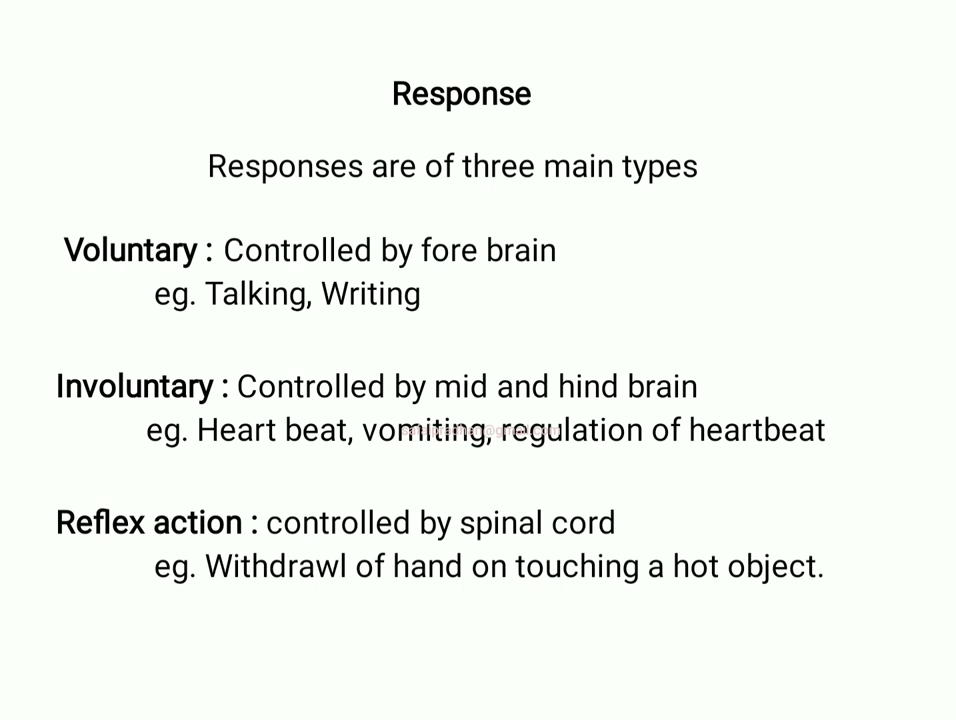 Response
Responses are of three main types
Voluntary : Controlled by fore brain
eg. Talking, Writing
Involuntary : Controlled by mid and hind brain
eg. Heart beat, vomiting, regulation of heartbeat
Reflex action : controlled by spinal cord
eg. Withdrawl of hand on touching a hot object.